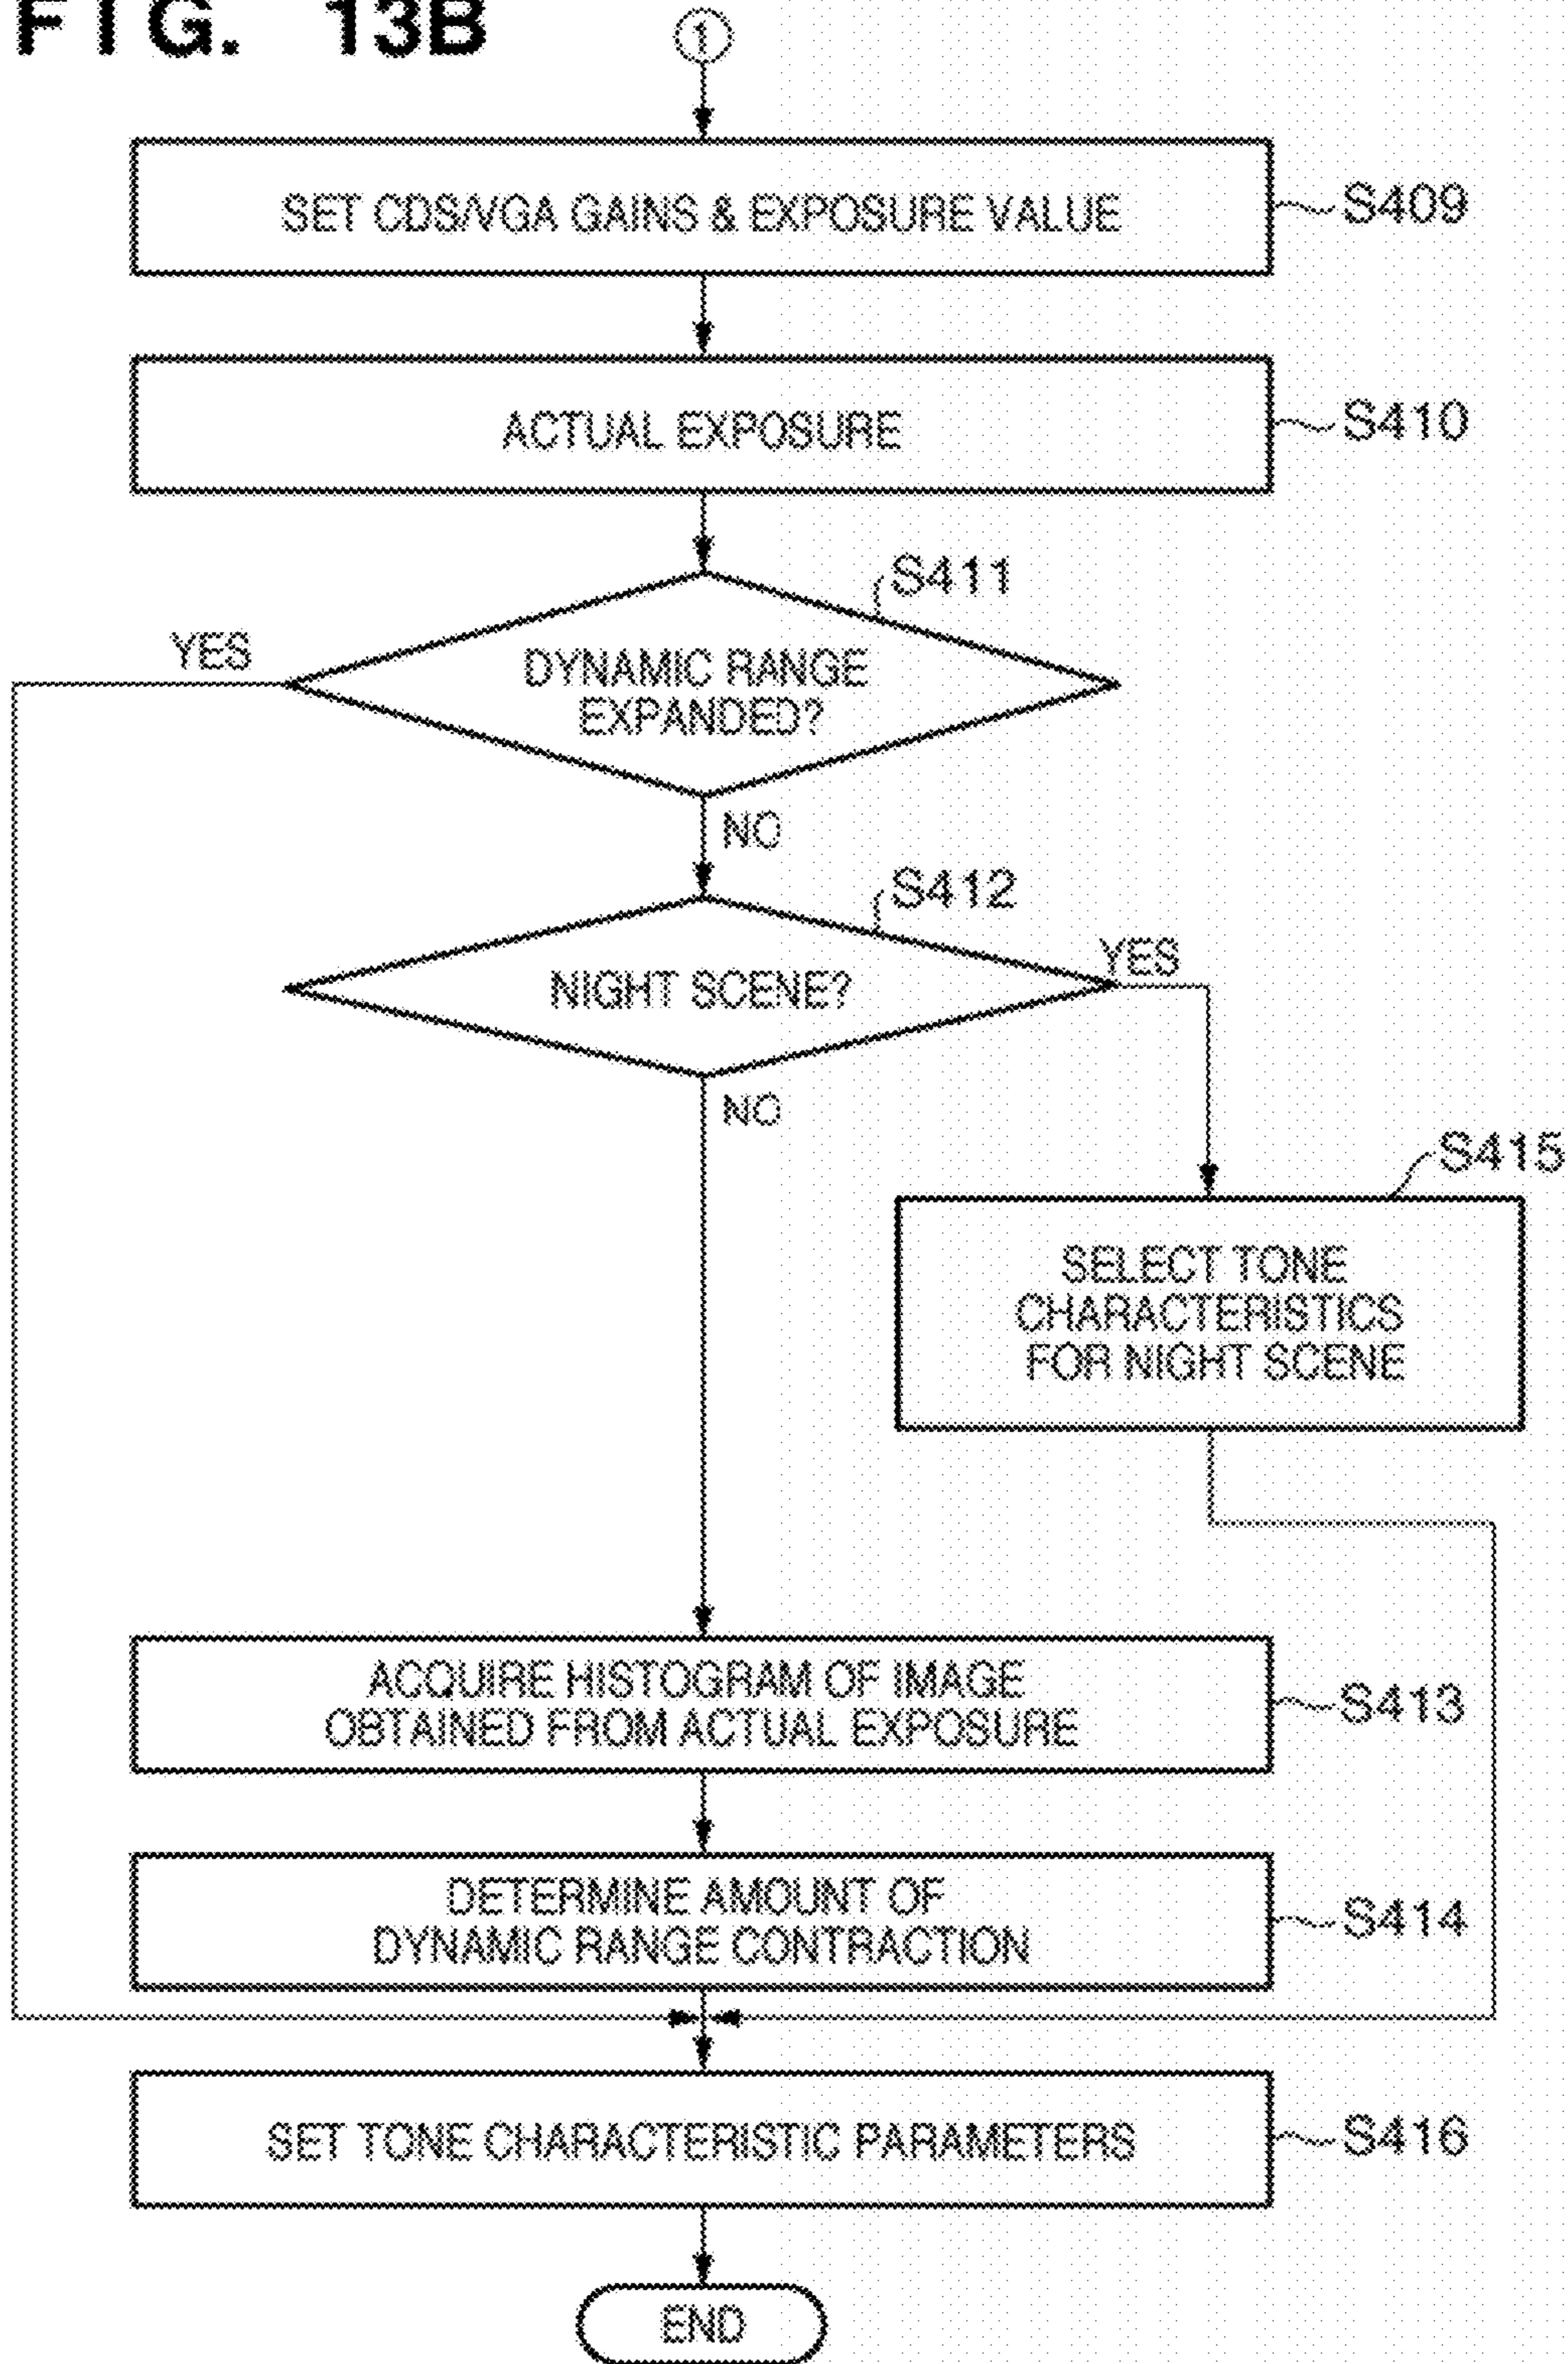 FIG. 13B
1
SET CDS/VGA GAINS & EXPOSURE VALUE
S409
ACTUAL EXPOSURE
S410
S411
YES
DYNAMIC RANGE
EXPANDED?
NO
S412
YES
NIGHT SCENE?
NO
S415
SELECT TONE
CHARACTERISTICS
FOR NIGHT SCENE
ACQUIRE HISTOGRAM OF IMAGE
OBTAINED FROM ACTUAL EXPOSURE
S413
DETERMINE AMOUNT OF
DYNAMIC RANGE CONTRACTION
S414
SET TONE CHARACTERISTIC PARAMETERS
S416
END